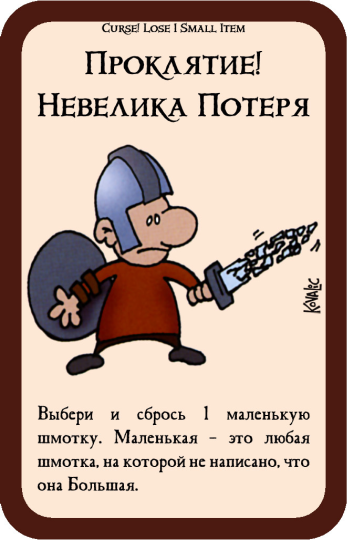 Curse! Lose 1 Small Item
Проклятие!
Невелика Потеря
Kovalic
Выбери и сбрось 1 маленькую
шмотку. Маленькая – это любая
шмотка, на которой не написано, что
она Большая.